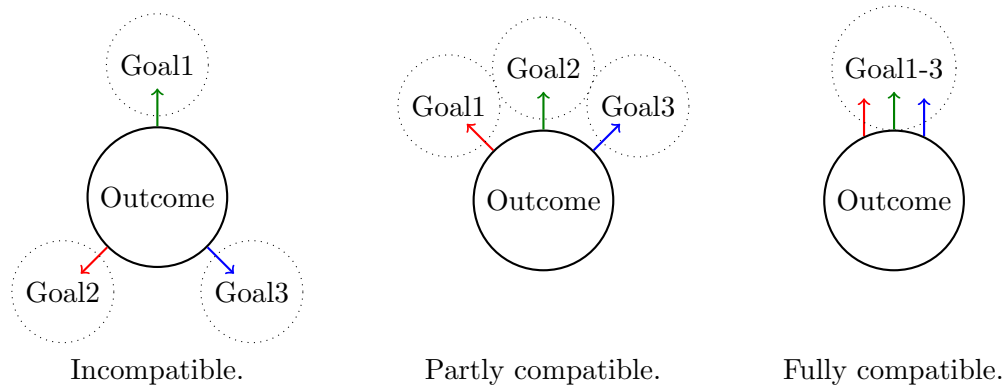 Goal1
Outcome
Goal2
Goal3
Incompatible.
Goal1
Goal2
Goal3
Outcome
Partly compatible.
Goal1-3
Outcome
Fully compatible.